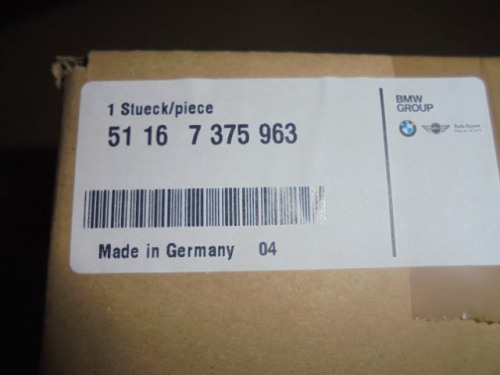 1 Stueck/piece
51 16 7 375 963
Made in Germany 04
BMW
GROUP